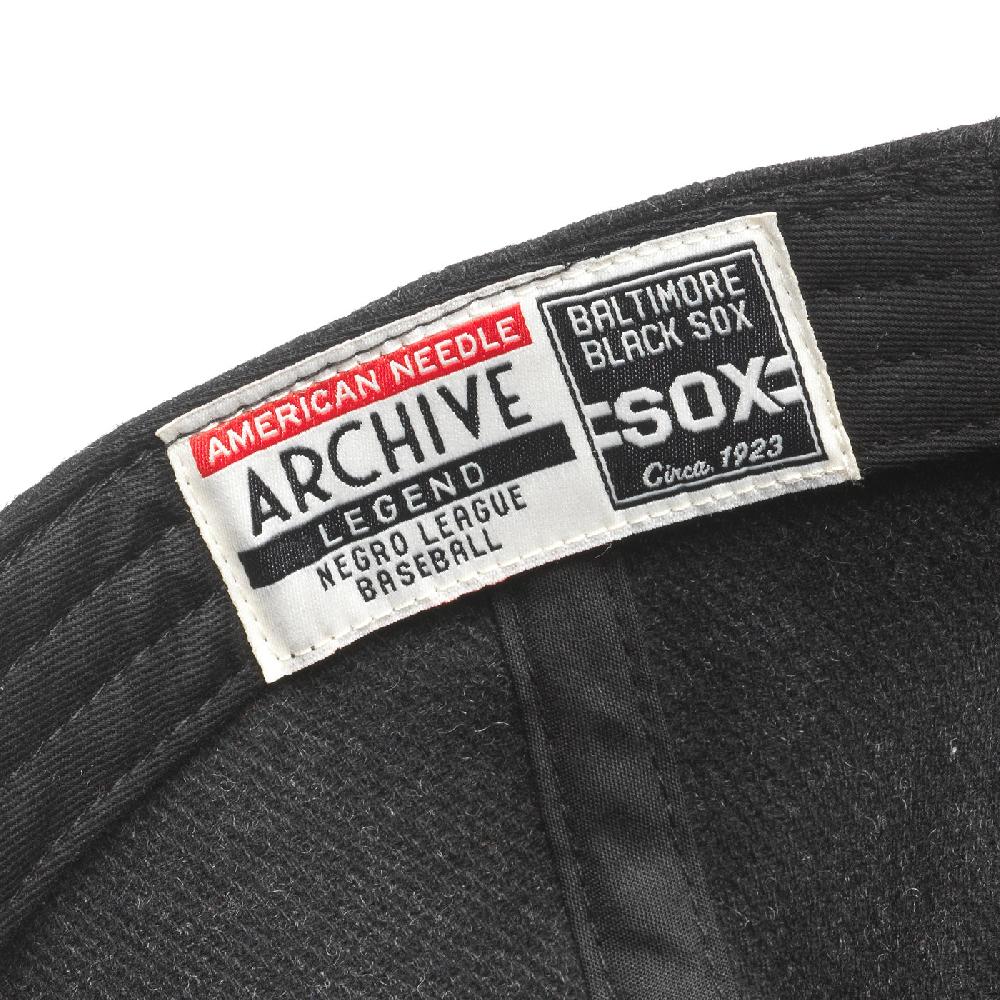 AMERICAN NEEDLE
ARCHIVE
LEGEND
NEGRO LEAGUE
BASEBALL
BALTIMORE
BLACK SOX
SOX
Circa. 1923